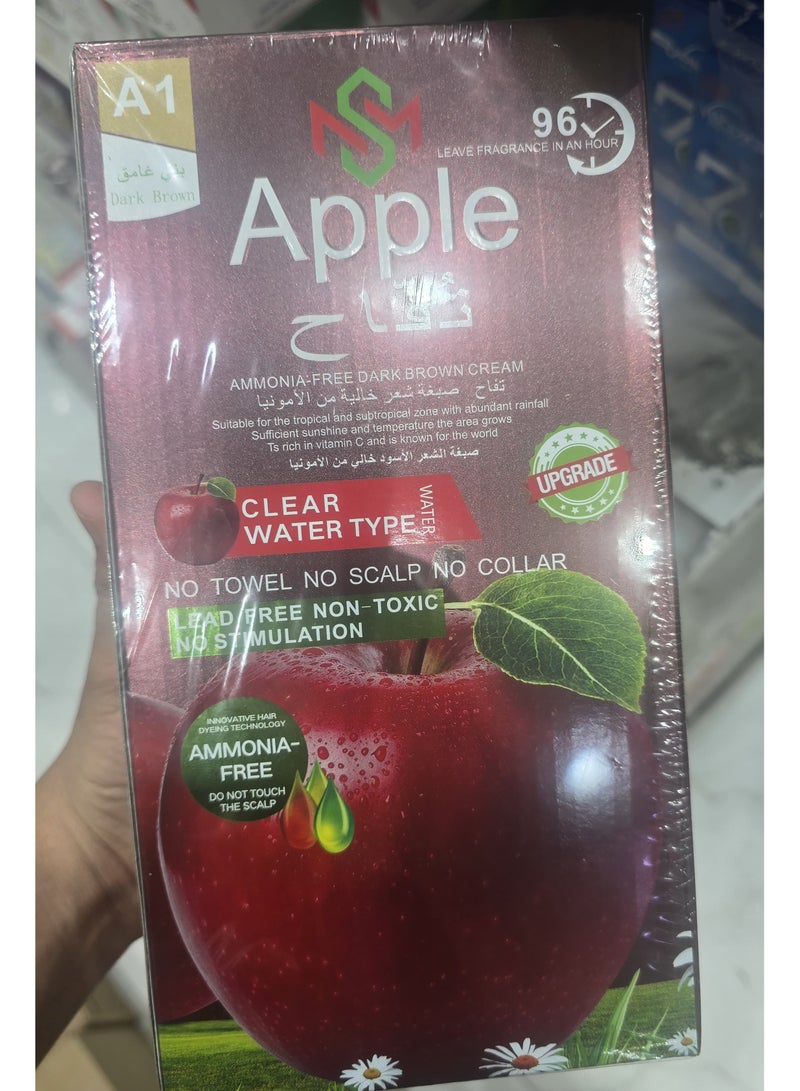 A1
بني غامق
Dark Brown
SM
96
LEAVE FRAGRANCE IN AN HOUR
Apple
تُفّاح
AMMONIA-FREE DARK BROWN CREAM
تفاح صبغة شعر خالية من الأمونيا
Suitable for the tropical and subtropical zone with abundant rainfall
Sufficient sunshine and temperature the area grows
Ts rich in vitamin C and is known for the world
صبغة الشعر الأسود خالي من الأمونيا
UPGRADE
CLEAR
WATER TYPE
WATER
NO TOWEL NO SCALP NO COLLAR
LEAD FREE NON-TOXIC
NO STIMULATION
INNOVATIVE HAIR
DYEING TECHNOLOGY
AMMONIA-
FREE
DO NOT TOUCH
THE SCALP